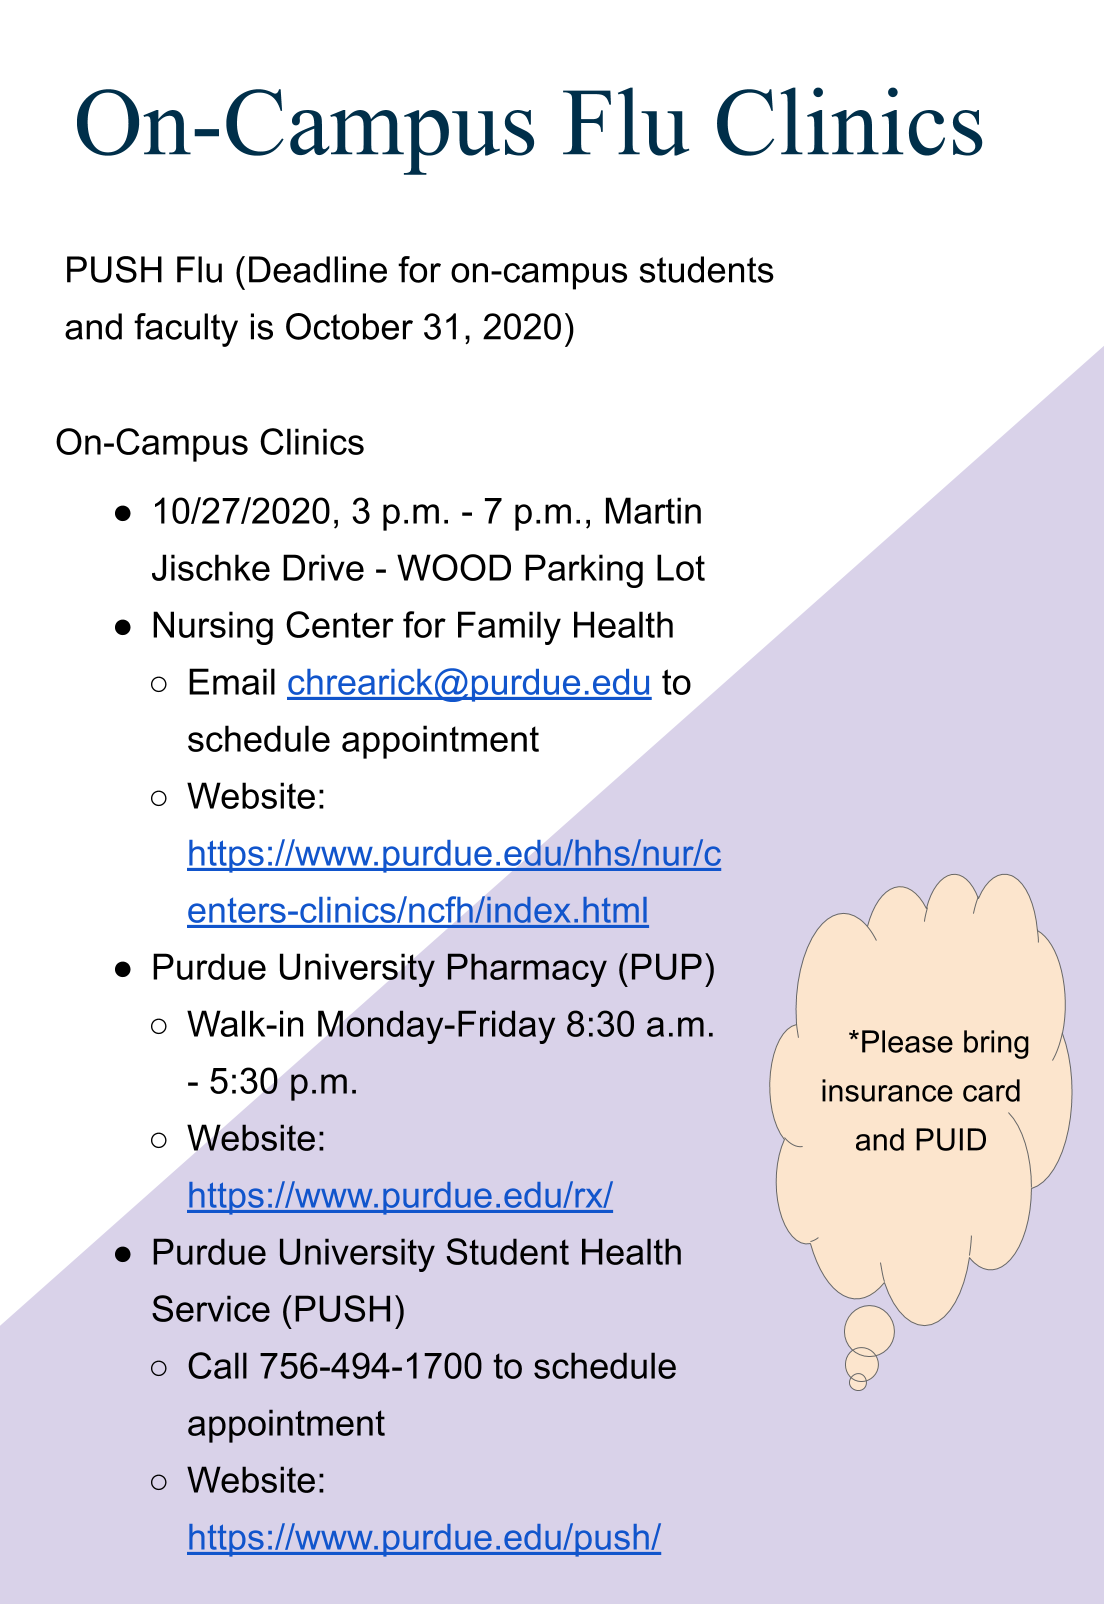 On-Campus Flu Clinics
PUSH Flu (Deadline for on-campus students
and faculty is October 31, 2020)
On-Campus Clinics
● 10/27/2020, 3 p.m. - 7 p.m., Martin
Jischke Drive - WOOD Parking Lot
● Nursing Center for Family Health
○ Email chrearick@purdue.edu to
schedule appointment
○ Website:
https://www.purdue.edu/hhs/nur/c
enters-clinics/ncfh/index.html
● Purdue University Pharmacy (PUP)
○ Walk-in Monday-Friday 8:30 a.m.
- 5:30 p.m.
○ Website:
https://www.purdue.edu/rx/
● Purdue University Student Health
Service (PUSH)
○ Call 756-494-1700 to schedule
appointment
○ Website:
https://www.purdue.edu/push/
*Please bring
insurance card
and PUID